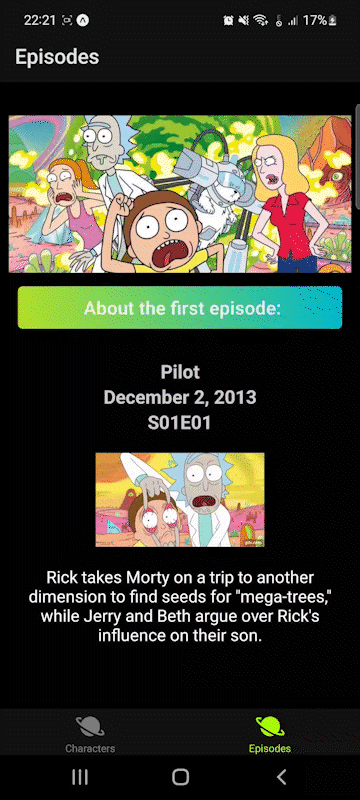 22:21
17%
Episodes
About the first episode:
Pilot
December 2, 2013
S01E01
Rick takes Morty on a trip to another
dimension to find seeds for "mega-trees,"
while Jerry and Beth argue over Rick's
influence on their son.
Characters
Episodes